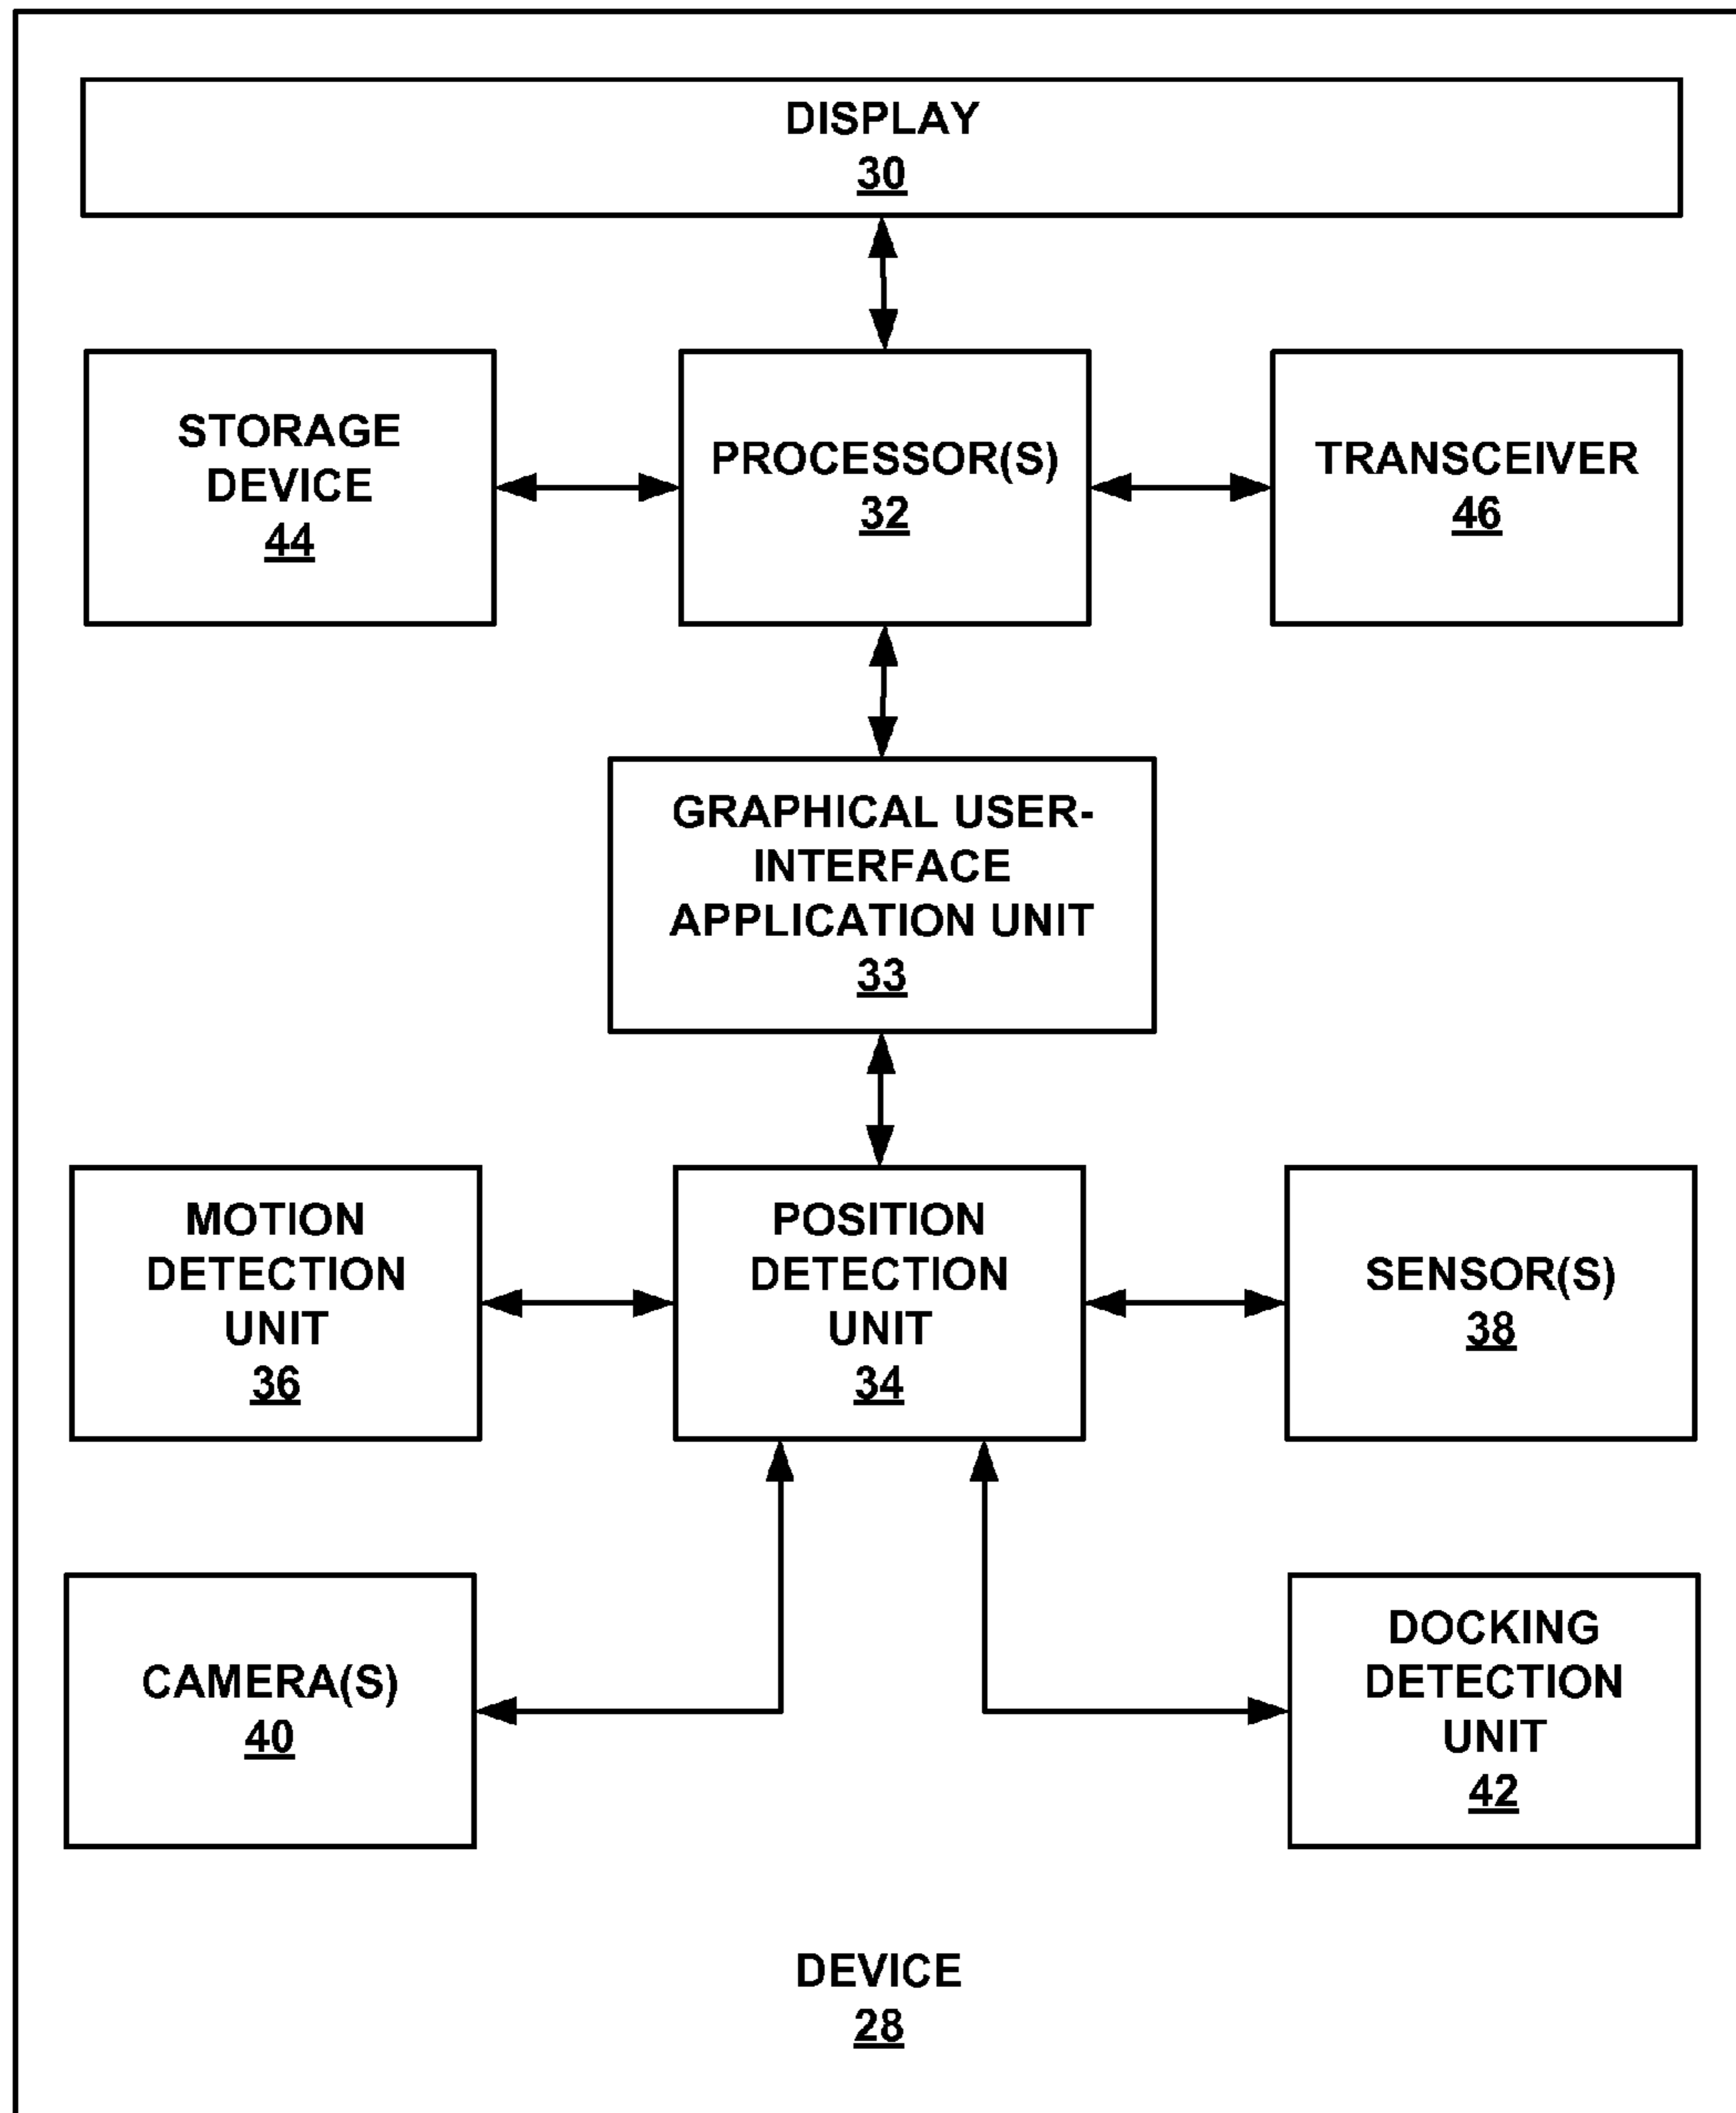 DISPLAY
30
STORAGE
DEVICE
44
PROCESSOR(S)
32
TRANSCEIVER
46
GRAPHICAL USER-
INTERFACE
APPLICATION UNIT
33
MOTION
DETECTION
UNIT
36
POSITION
DETECTION
UNIT
34
SENSOR(S)
38
CAMERA(S)
40
DOCKING
DETECTION
UNIT
42
DEVICE
28